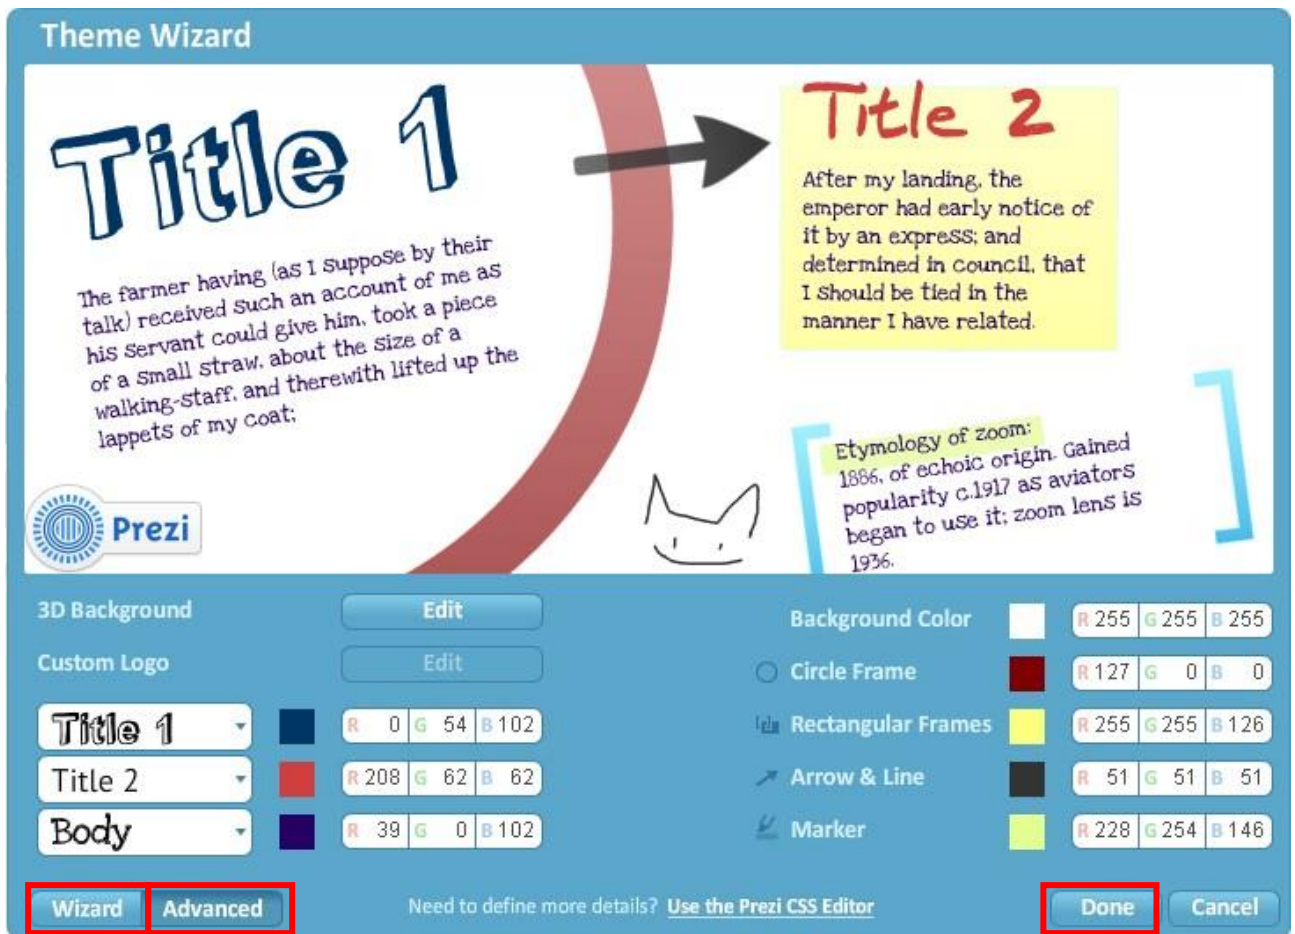 Theme Wizard
Title 1
The farmer having (as I suppose by their
talk) received such an account of me as
his servant could give him, took a piece
of a small straw, about the size of a
walking-staff, and therewith lifted up the
lappets of my coat;
Prezi
Title 2
After my landing, the
emperor had early notice of
it by an express; and
determined in council, that
I should be tied in the
manner I have related.
Etymology of zoom:
1886, of echoic origin. Gained
popularity c.1917 as aviators
began to use it; zoom lens is
1936.
3D Background Edit
Custom Logo Edit
Title 1 R 0 G 54 B 102
Title 2 R 208 G 62 B 62
Body R 39 G 0 B 102
Background Color R 255 G 255 B 255
Circle Frame R 127 G 0 B 0
Rectangular Frames R 255 G 255 B 126
Arrow & Line R 51 G 51 B 51
Marker R 228 G 254 B 146
Wizard Advanced Need to define more details? Use the Prezi CSS Editor Done Cancel